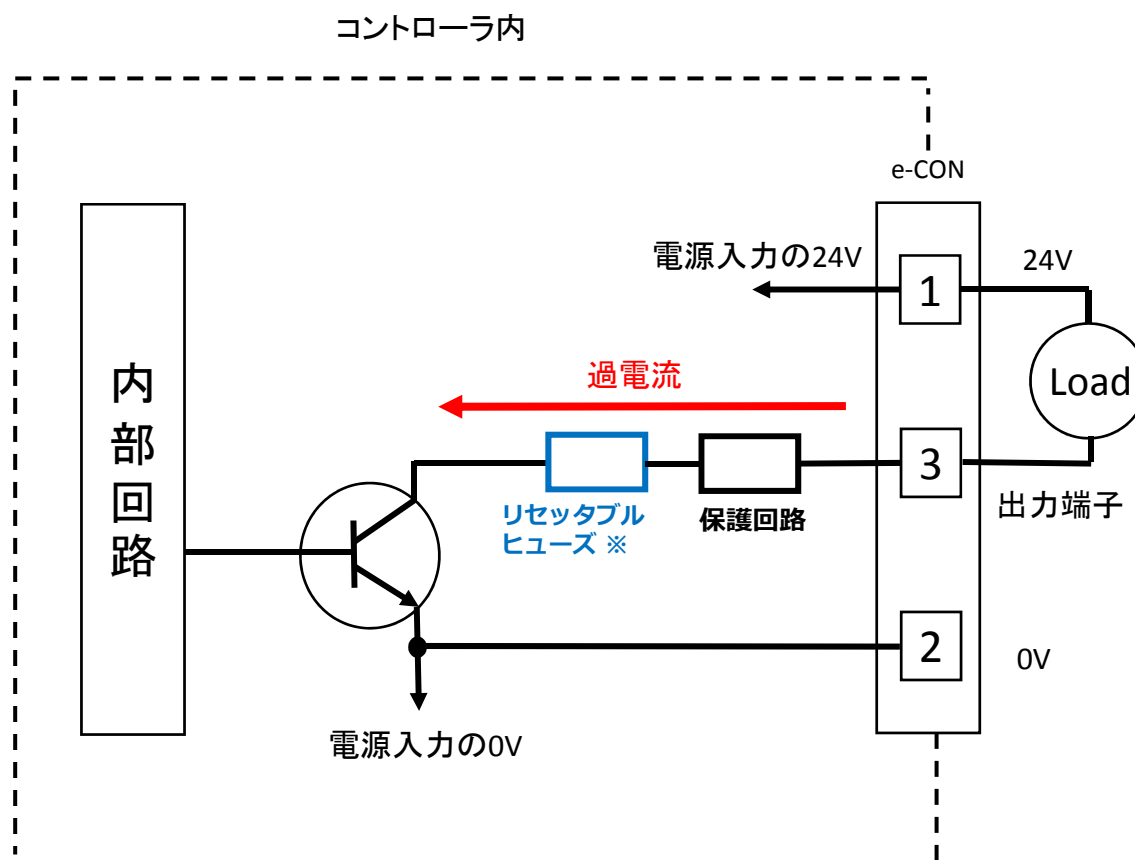 コントローラ内
e-CON
電源入力の24V
1
24V
内部回路
過電流
Load
3
リセッタブル
ヒューズ ※
保護回路
出力端子
2
0V
電源入力の0V